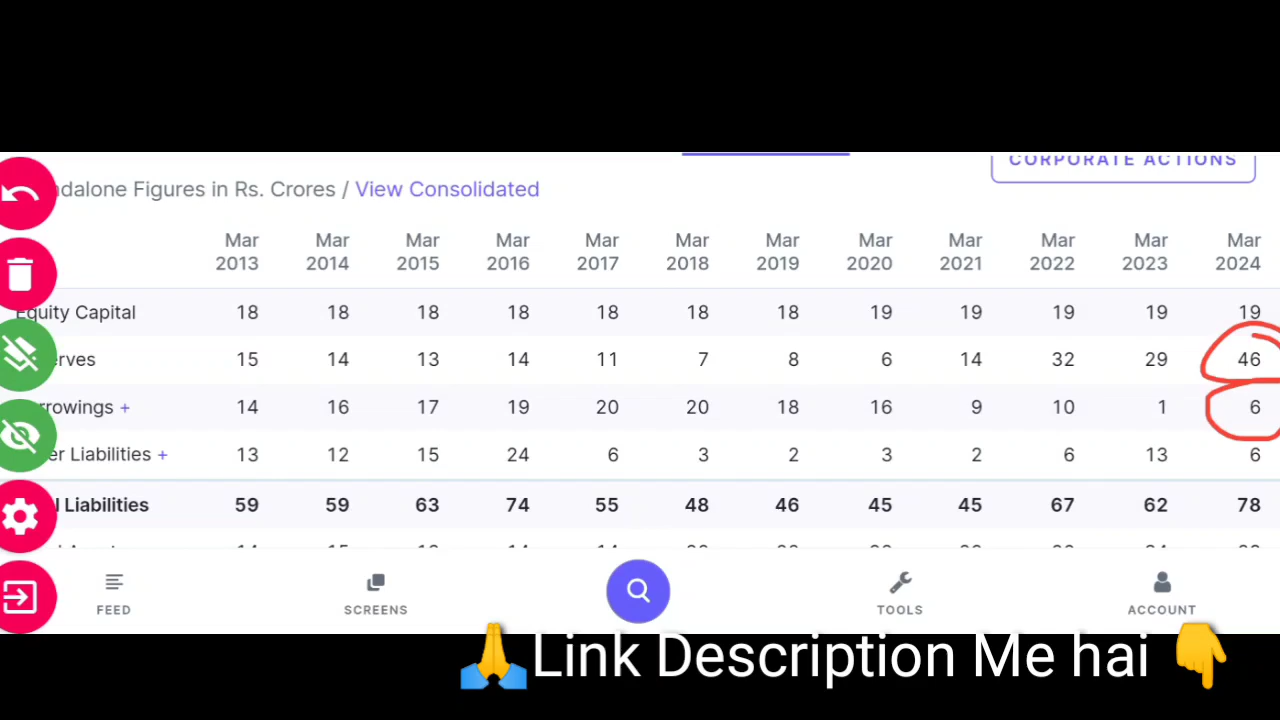 CORPORATE ACTIONS
ndalone Figures in Rs. Crores / View Consolidated
Mar Mar Mar Mar Mar Mar Mar Mar Mar Mar Mar Mar
2013 2014 2015 2016 2017 2018 2019 2020 2021 2022 2023 2024
Equity Capital 18 18 18 18 18 18 18 19 19 19 19 19
erves 15 14 13 14 11 7 8 6 14 32 29 46
rrowings + 14 16 17 19 20 20 18 16 9 10 1 6
er Liabilities + 13 12 15 24 6 3 2 3 2 6 13 6
l Liabilities 59 59 63 74 55 48 46 45 45 67 62 78
FEED SCREENS TOOLS ACCOUNT
🙏Link Description Me hai 👇